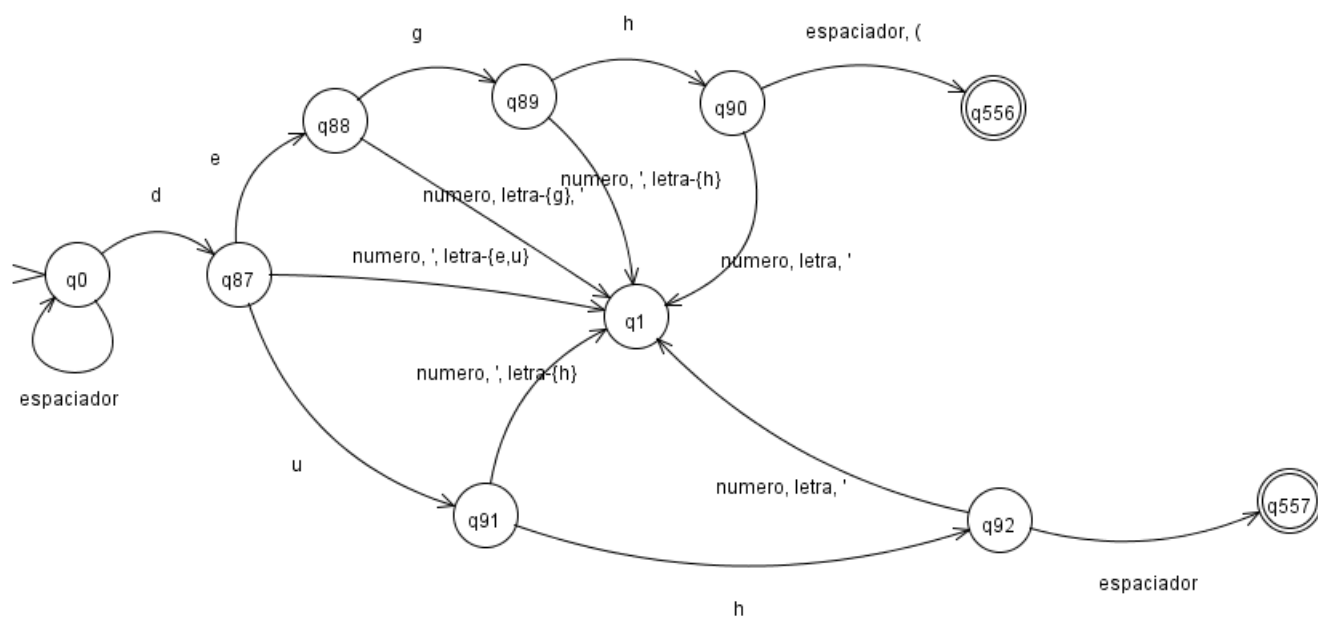 g
h
espaciador, (
q88
q89
q90
q556
e
numero, letra-{g}, '
numero, ', letra-{h}
d
numero, ', letra-{e,u}
numero, letra, '
q0
q87
q1
numero, ', letra-{h}
espaciador
u
numero, letra, '
q91
q92
q557
espaciador
h